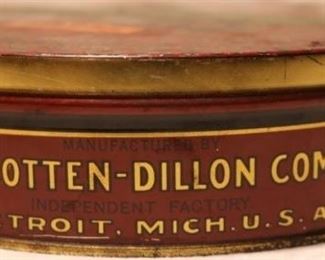 MANUFACTURED BY
OTTEN-DILLON COM
INDEPENDENT FACTORY.
TROIT, MICH. U.S.A